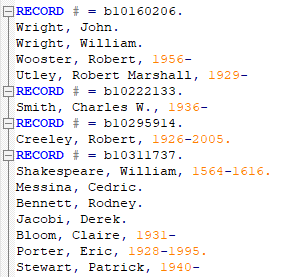 RECORD # = b10160206.
Wright, John.
Wright, William.
Wooster, Robert, 1956-
Utley, Robert Marshall, 1929-
RECORD # = b10222133.
Smith, Charles W., 1936-
RECORD # = b10295914.
Creeley, Robert, 1926-2005.
RECORD # = b10311737.
Shakespeare, William, 1564-1616.
Messina, Cedric.
Bennett, Rodney.
Jacobi, Derek.
Bloom, Claire, 1931-
Porter, Eric, 1928-1995.
Stewart, Patrick, 1940-